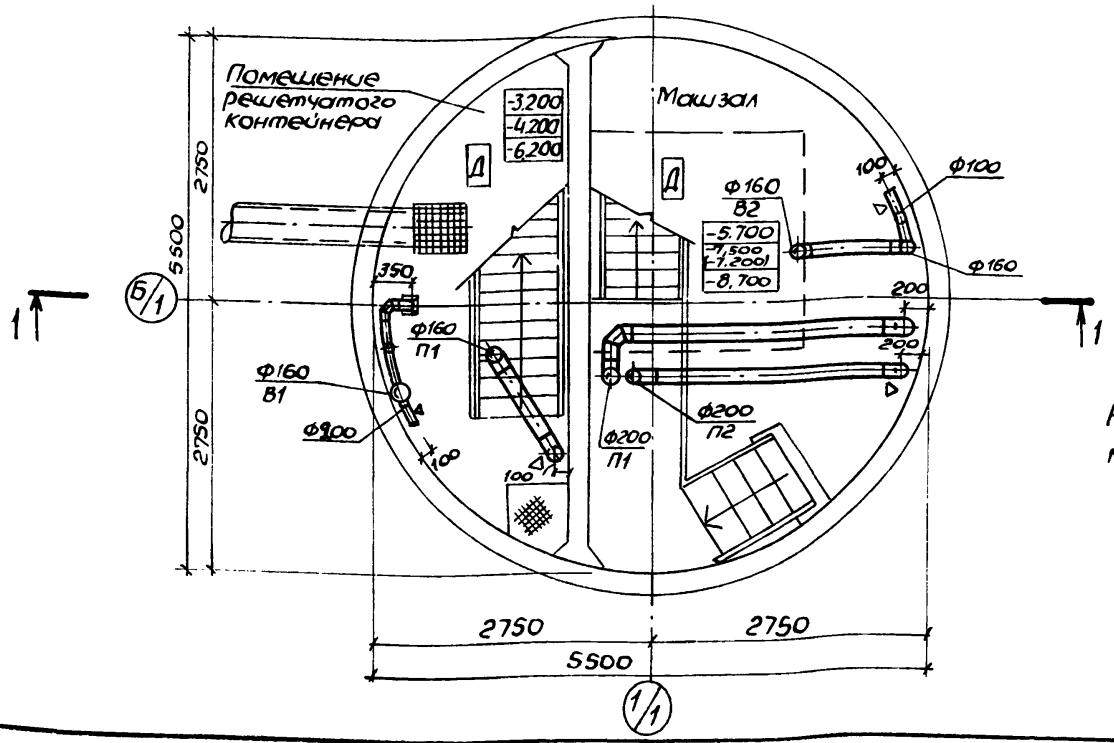 Помещение
решетчатого
контейнера
-3.200
-4.200
-6.200
Машзал
Д
Д
ф160
В2
-5.700
-7.500
(-7.200)
-8.700
100
ф100
ф160
2750
5500
2750
Б/1
1
1
350
ф160
П1
ф160
В1
ф200
100
100
200
200
ф200
П1
ф200
П2
2750
2750
5500
1/1